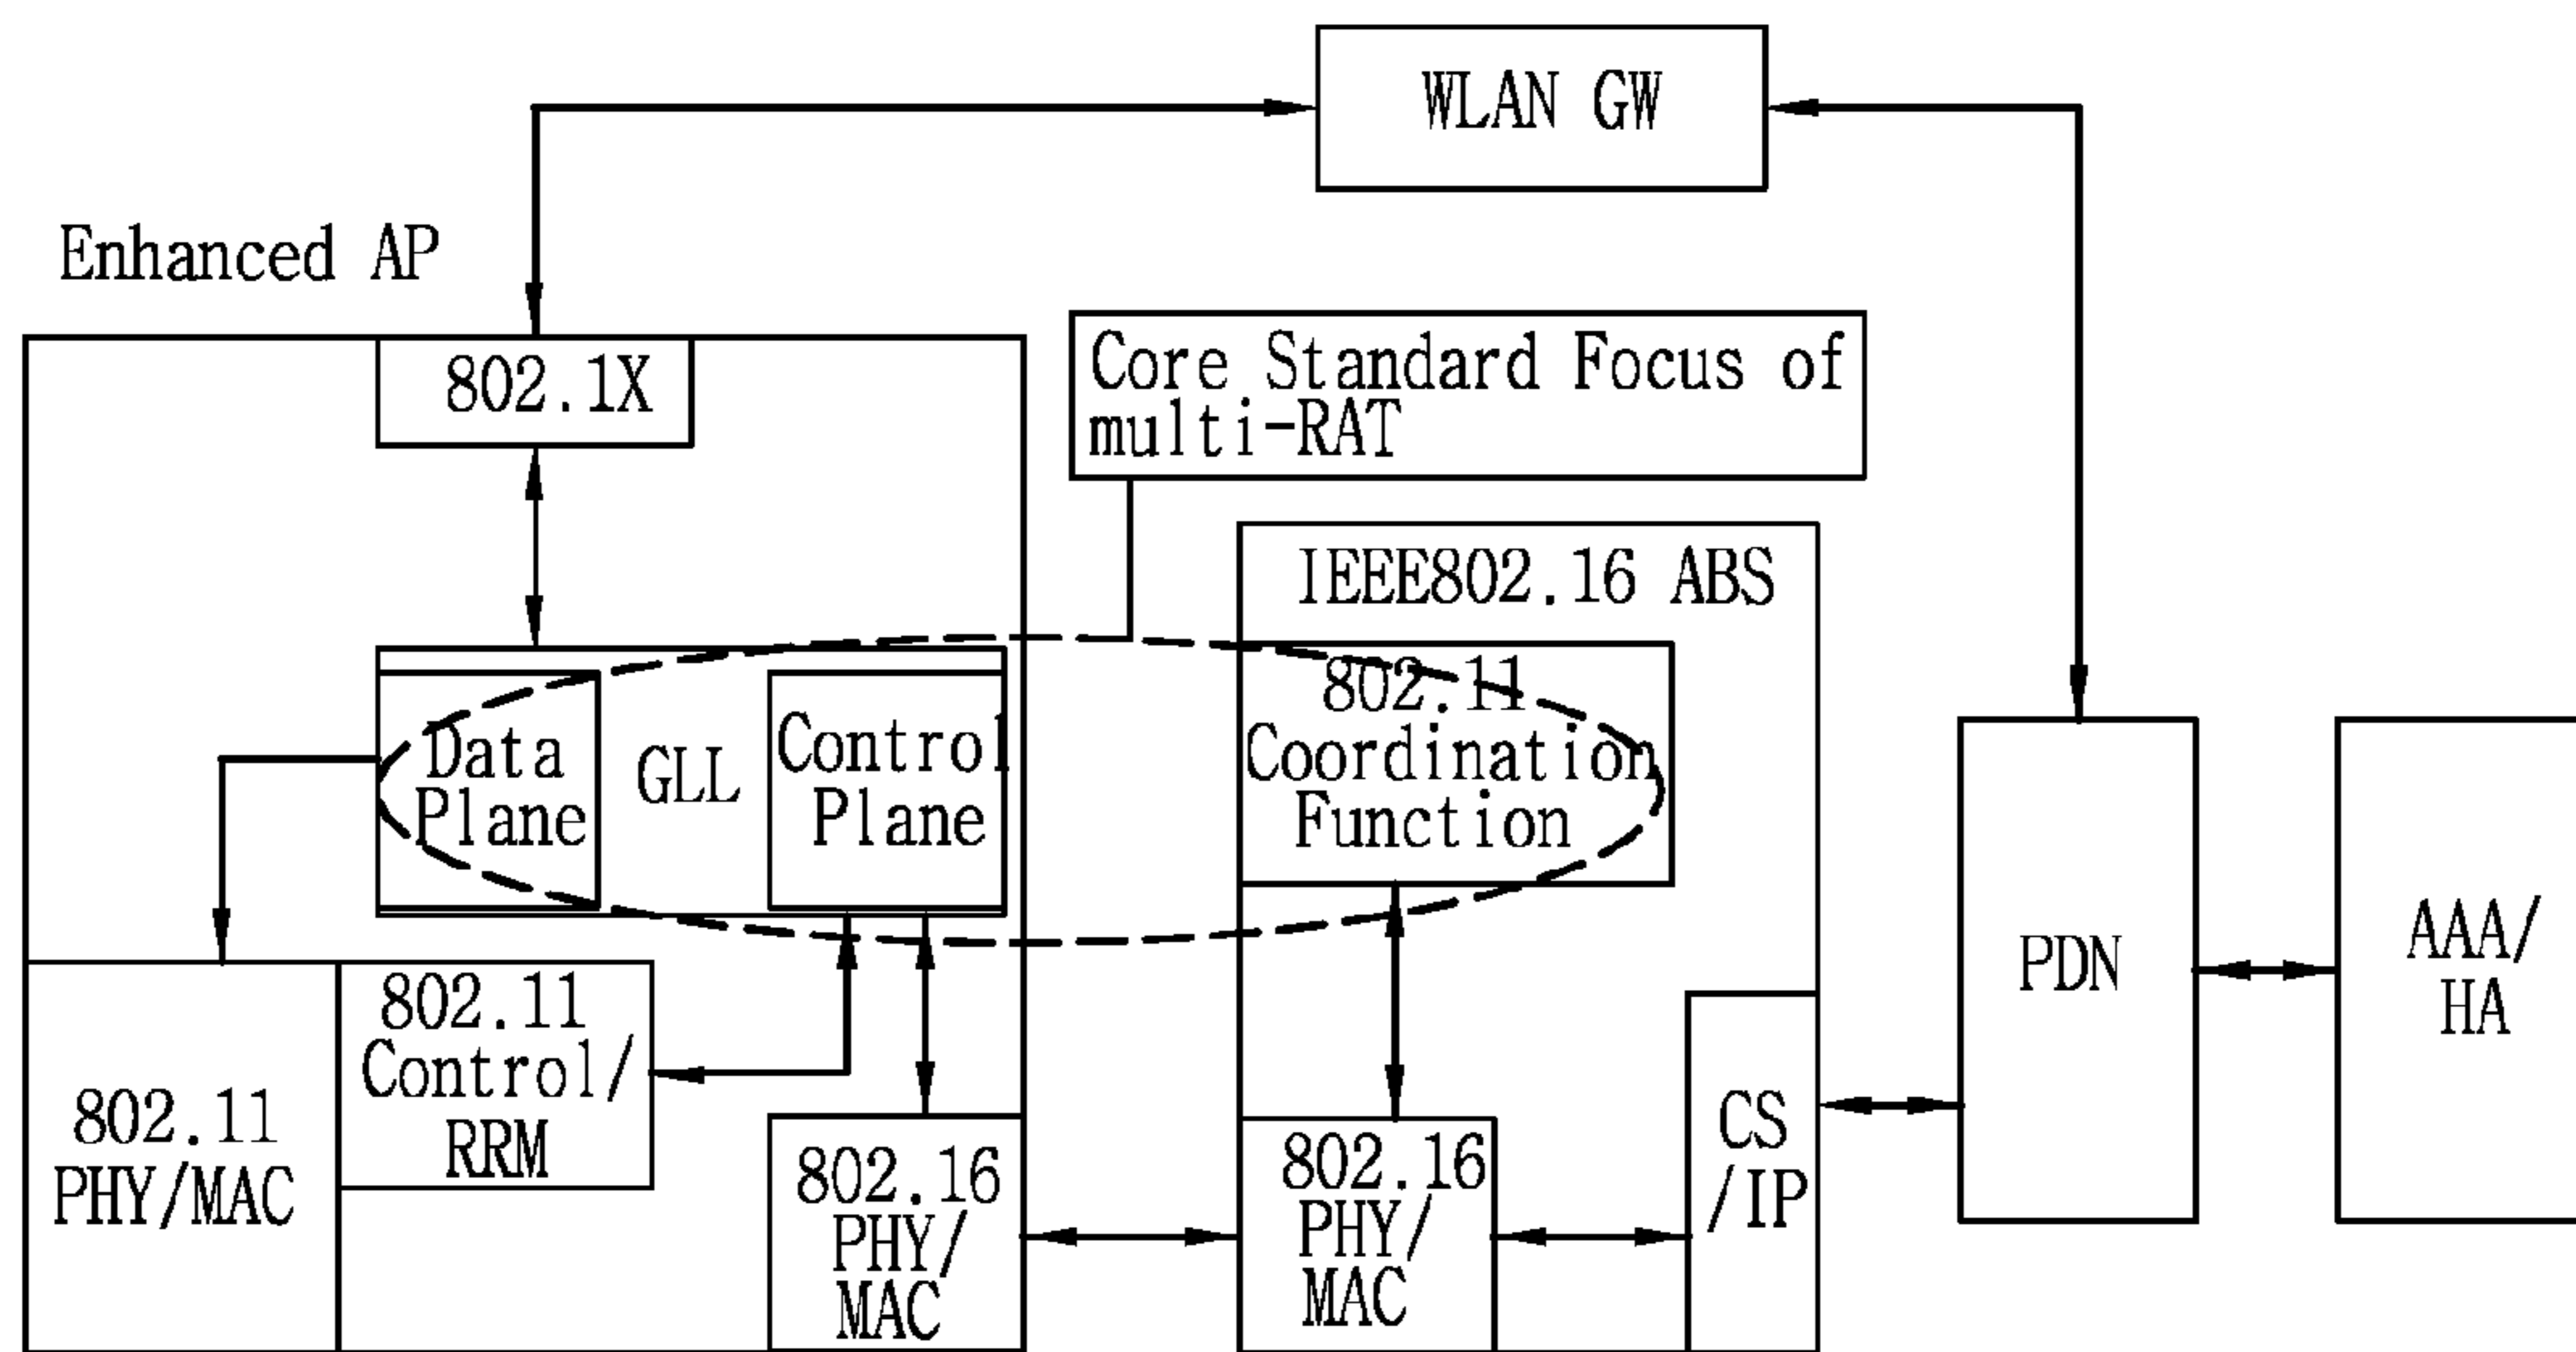 WLAN GW
Enhanced AP
802.1X
Core Standard Focus of
multi-RAT
IEEE802.16 ABS
Data
Plane
GLL
Control
Plane
802.11
Coordination
Function
802.11
PHY/MAC
802.11
Control/
RRM
802.16
PHY/
MAC
802.16
PHY/
MAC
CS
/IP
PDN
AAA/
HA